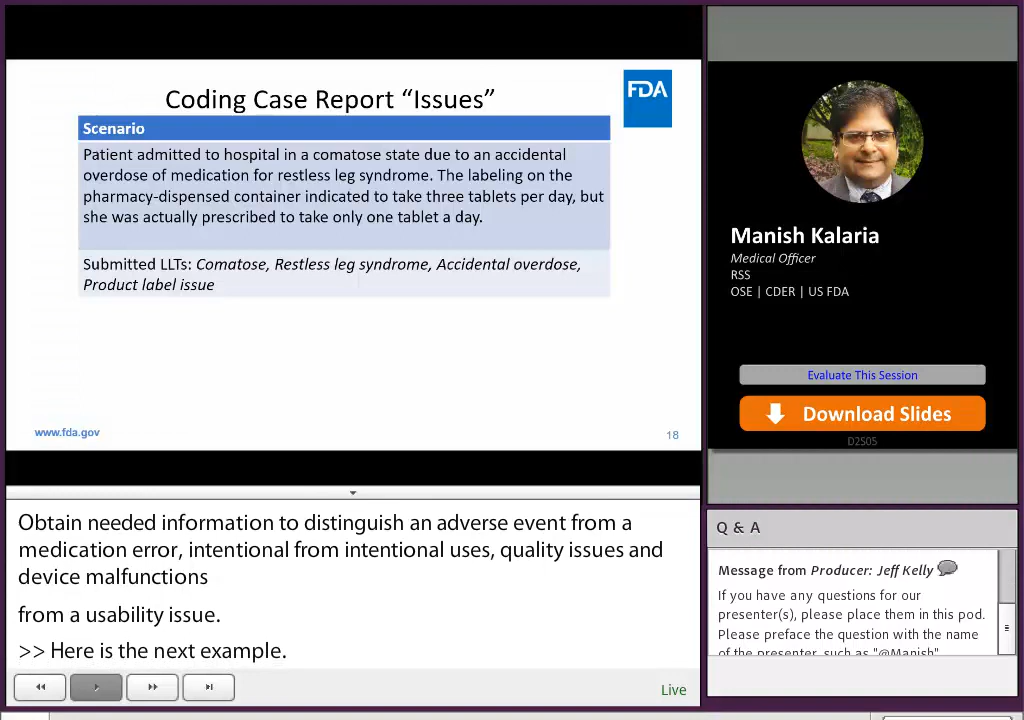 Coding Case Report “Issues”
FDA
Scenario
Patient admitted to hospital in a comatose state due to an accidental
overdose of medication for restless leg syndrome. The labeling on the
pharmacy-dispensed container indicated to take three tablets per day, but
she was actually prescribed to take only one tablet a day.
Submitted LLTs: Comatose, Restless leg syndrome, Accidental overdose,
Product label issue
www.fda.gov
18
Manish Kalaria
Medical Officer
RSS
OSE | CDER | US FDA
Evaluate This Session
Download Slides
D2S05
Obtain needed information to distinguish an adverse event from a
medication error, intentional from intentional uses, quality issues and
device malfunctions
from a usability issue.
>> Here is the next example.
Live
Q & A
Message from Producer: Jeff Kelly
If you have any questions for our
presenter(s), please place them in this pod.
Please preface the question with the name
of the presenter, such as "@Manish"